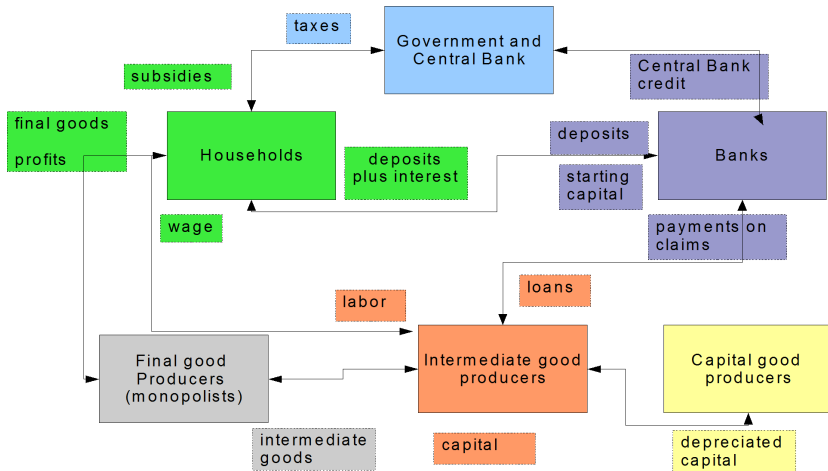 taxes
Government and
Central Bank
subsidies
Central Bank
credit
final goods
profits
Households
deposits
plus interest
deposits
starting
capital
Banks
wage
payments on
claims
loans
labor
Final good
Producers
(monopolists)
Intermediate good
producers
Capital good
producers
intermediate
goods
capital
depreciated
capital